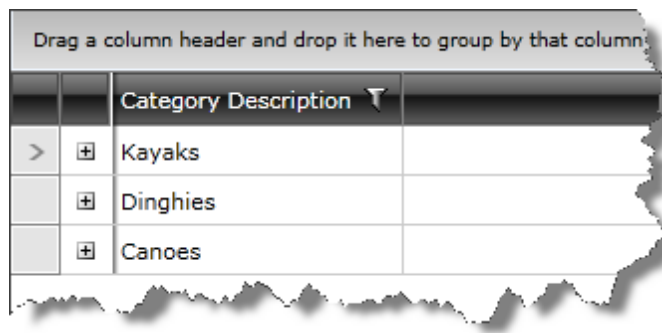 Drag a column header and drop it here to group by that column
Category Description
Kayaks
Dinghies
Canoes